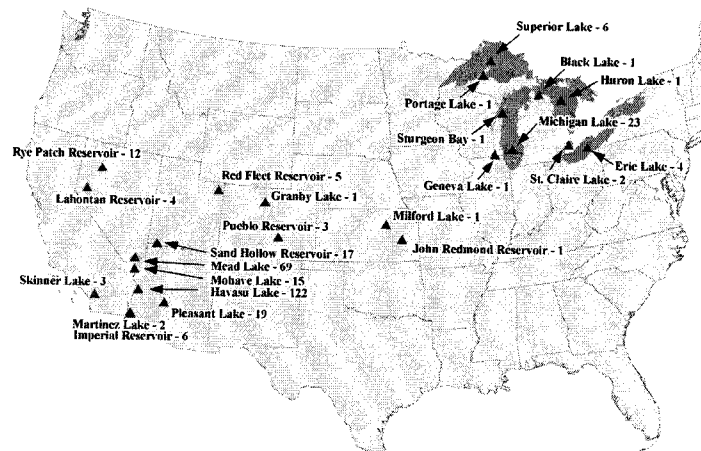 Superior Lake - 6
Black Lake - 1
Huron Lake - 1
Portage Lake - 1
Michigan Lake - 23
Sturgeon Bay - 1
Rye Patch Reservoir - 12
Red Fleet Reservoir - 5
Erie Lake - 4
St. Claire Lake - 2
Geneva Lake - 1
Lahontan Reservoir - 4
Granby Lake - 1
Milford Lake - 1
Pueblo Reservoir - 3
John Redmond Reservoir - 1
Sand Hollow Reservoir - 17
Mead Lake - 69
Mohave Lake - 15
Skinner Lake - 3
Havasu Lake - 122
Pleasant Lake - 19
Martinez Lake - 2
Imperial Reservoir - 6